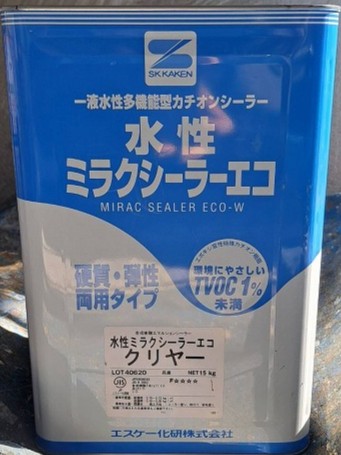 SK KAKEN
一液水性多機能型カチオンシーラー
水性
ミラクシーラーエコ
MIRAC SEALER ECO-W
硬質・弾性
両用タイプ
環境にやさしい
TVOC 1%
未満
水性ミラクシーラーエコ
クリヤー
LOT40620
NET15kg
F☆☆☆☆
エスケー化研株式会社